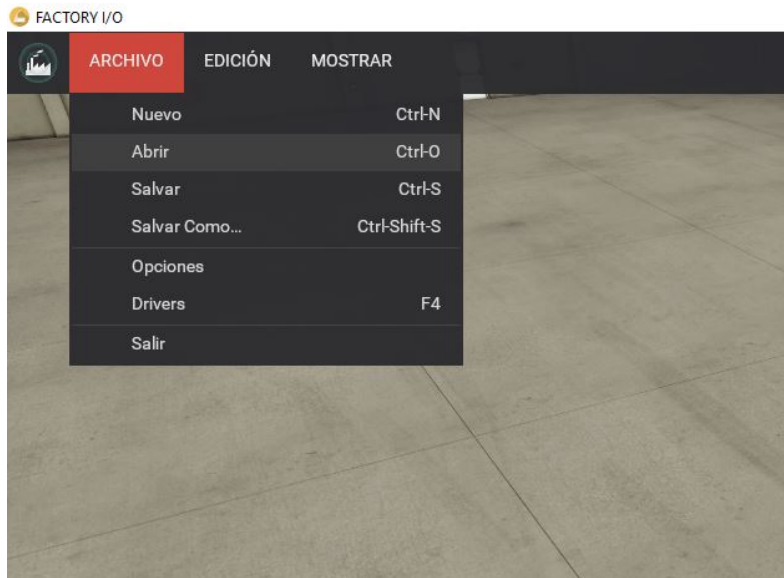 FACTORY I/O
ARCHIVO EDICIÓN MOSTRAR
Nuevo Ctrl-N
Abrir Ctrl-O
Salvar Ctrl-S
Salvar Como... Ctrl-Shift-S
Opciones
Drivers F4
Salir